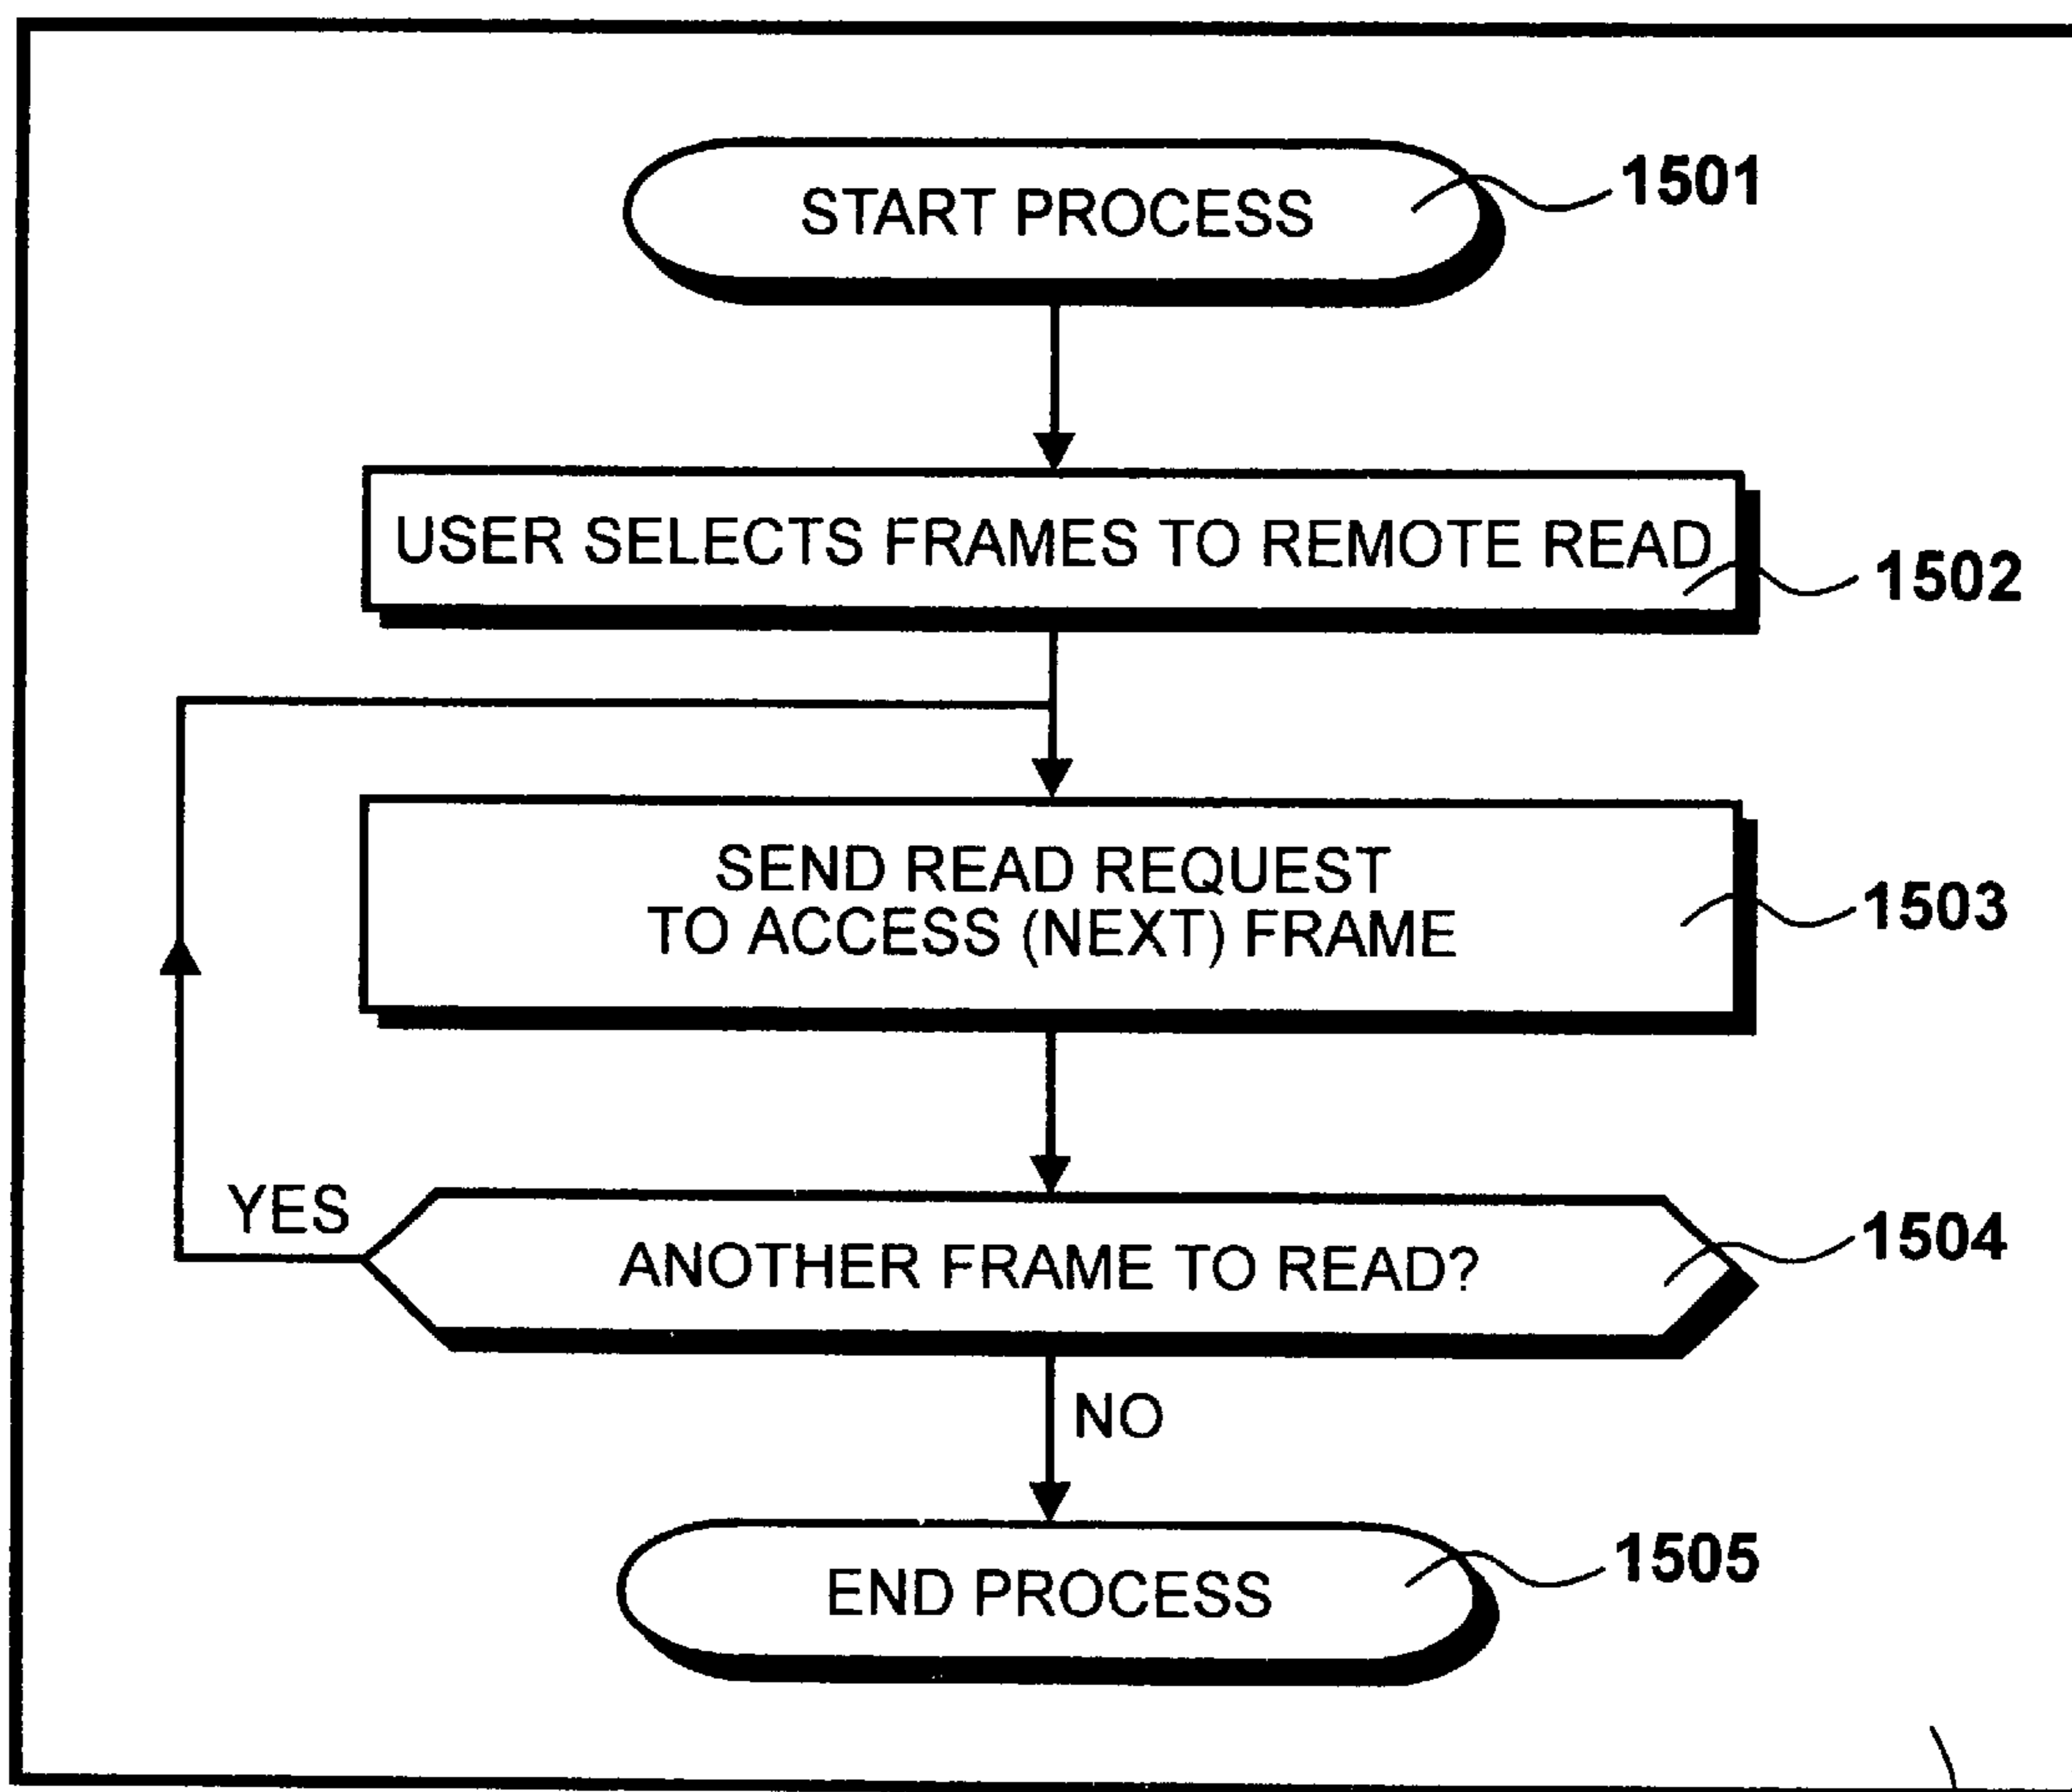 START PROCESS
1501
USER SELECTS FRAMES TO REMOTE READ
1502
SEND READ REQUEST
TO ACCESS (NEXT) FRAME
1503
YES
ANOTHER FRAME TO READ?
1504
NO
END PROCESS
1505